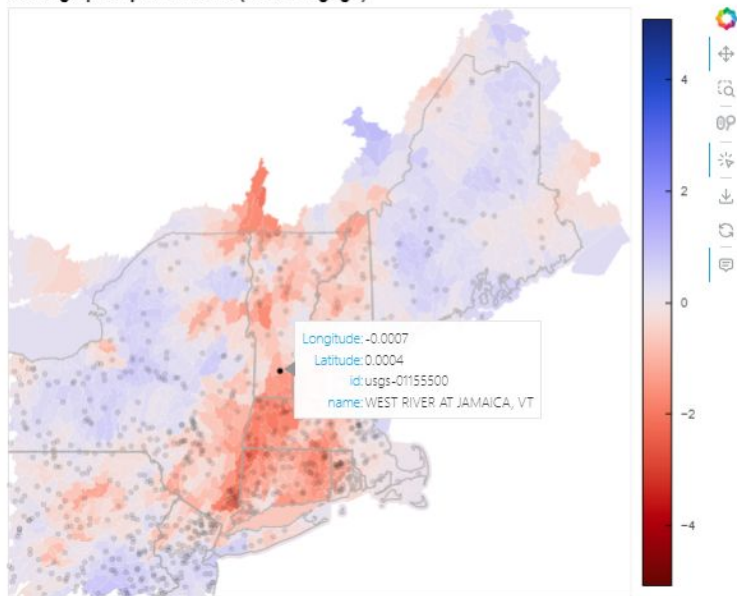 4
2
0
−2
−4
Longitude: -0.0007
Latitude: 0.0004
id: usgs-01155500
name: WEST RIVER AT JAMAICA, VT